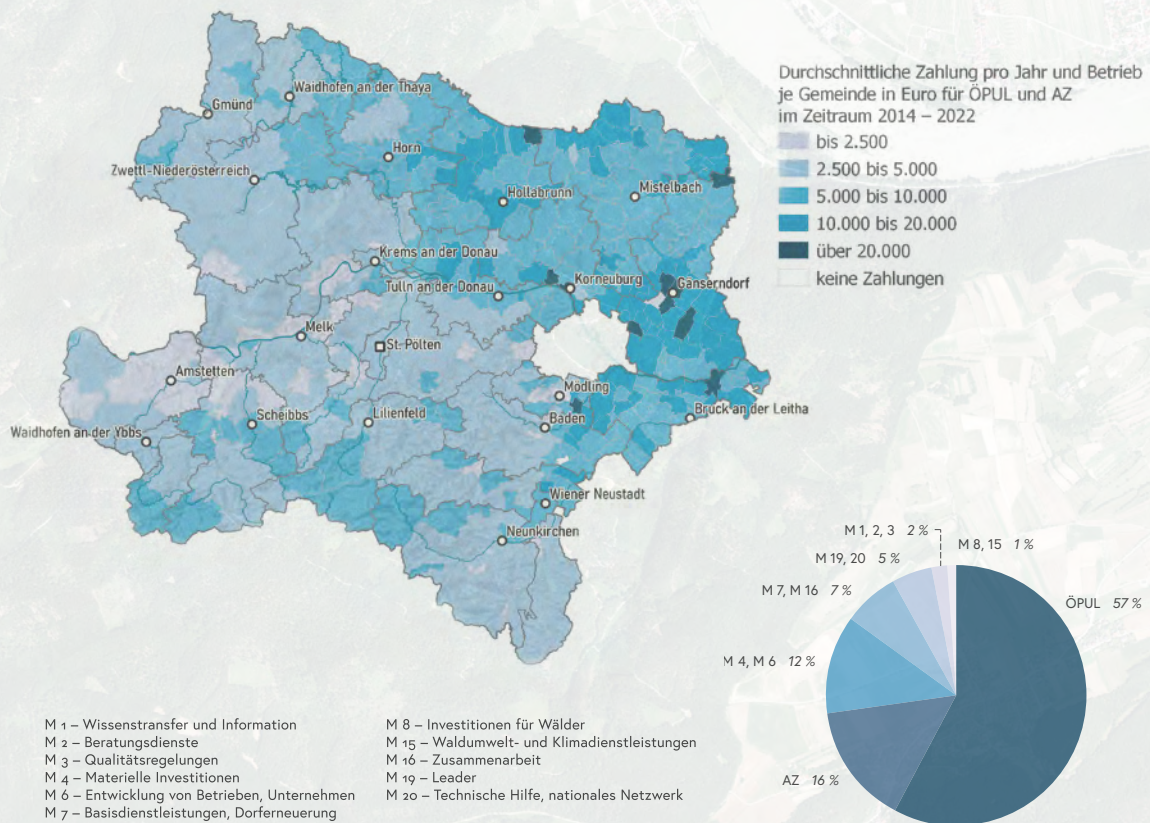 Durchschnittliche Zahlung pro Jahr und Betrieb
je Gemeinde in Euro für ÖPUL und AZ
im Zeitraum 2014 – 2022
bis 2.500
2.500 bis 5.000
5.000 bis 10.000
10.000 bis 20.000
über 20.000
keine Zahlungen
Waidhofen an der Thaya
Gmünd
Horn
Zwettl-Niederösterreich
Hollabrunn
Mistelbach
Krems an der Donau
Tulln an der Donau
Korneuburg
Gänserndorf
Melk
St. Pölten
Amstetten
Mödling
Scheibbs
Lilienfeld
Baden
Bruck an der Leitha
Waidhofen an der Ybbs
Wiener Neustadt
Neunkirchen
M 1, 2, 3 2 %
M 8, 15 1 %
M 19, 20 5 %
M 7, M 16 7 %
ÖPUL 57 %
M 4, M 6 12 %
AZ 16 %
M 1 – Wissenstransfer und Information
M 2 – Beratungsdienste
M 3 – Qualitätsregelungen
M 4 – Materielle Investitionen
M 6 – Entwicklung von Betrieben, Unternehmen
M 7 – Basisdienstleistungen, Dorferneuerung
M 8 – Investitionen für Wälder
M 15 – Waldumwelt- und Klimadienstleistungen
M 16 – Zusammenarbeit
M 19 – Leader
M 20 – Technische Hilfe, nationales Netzwerk